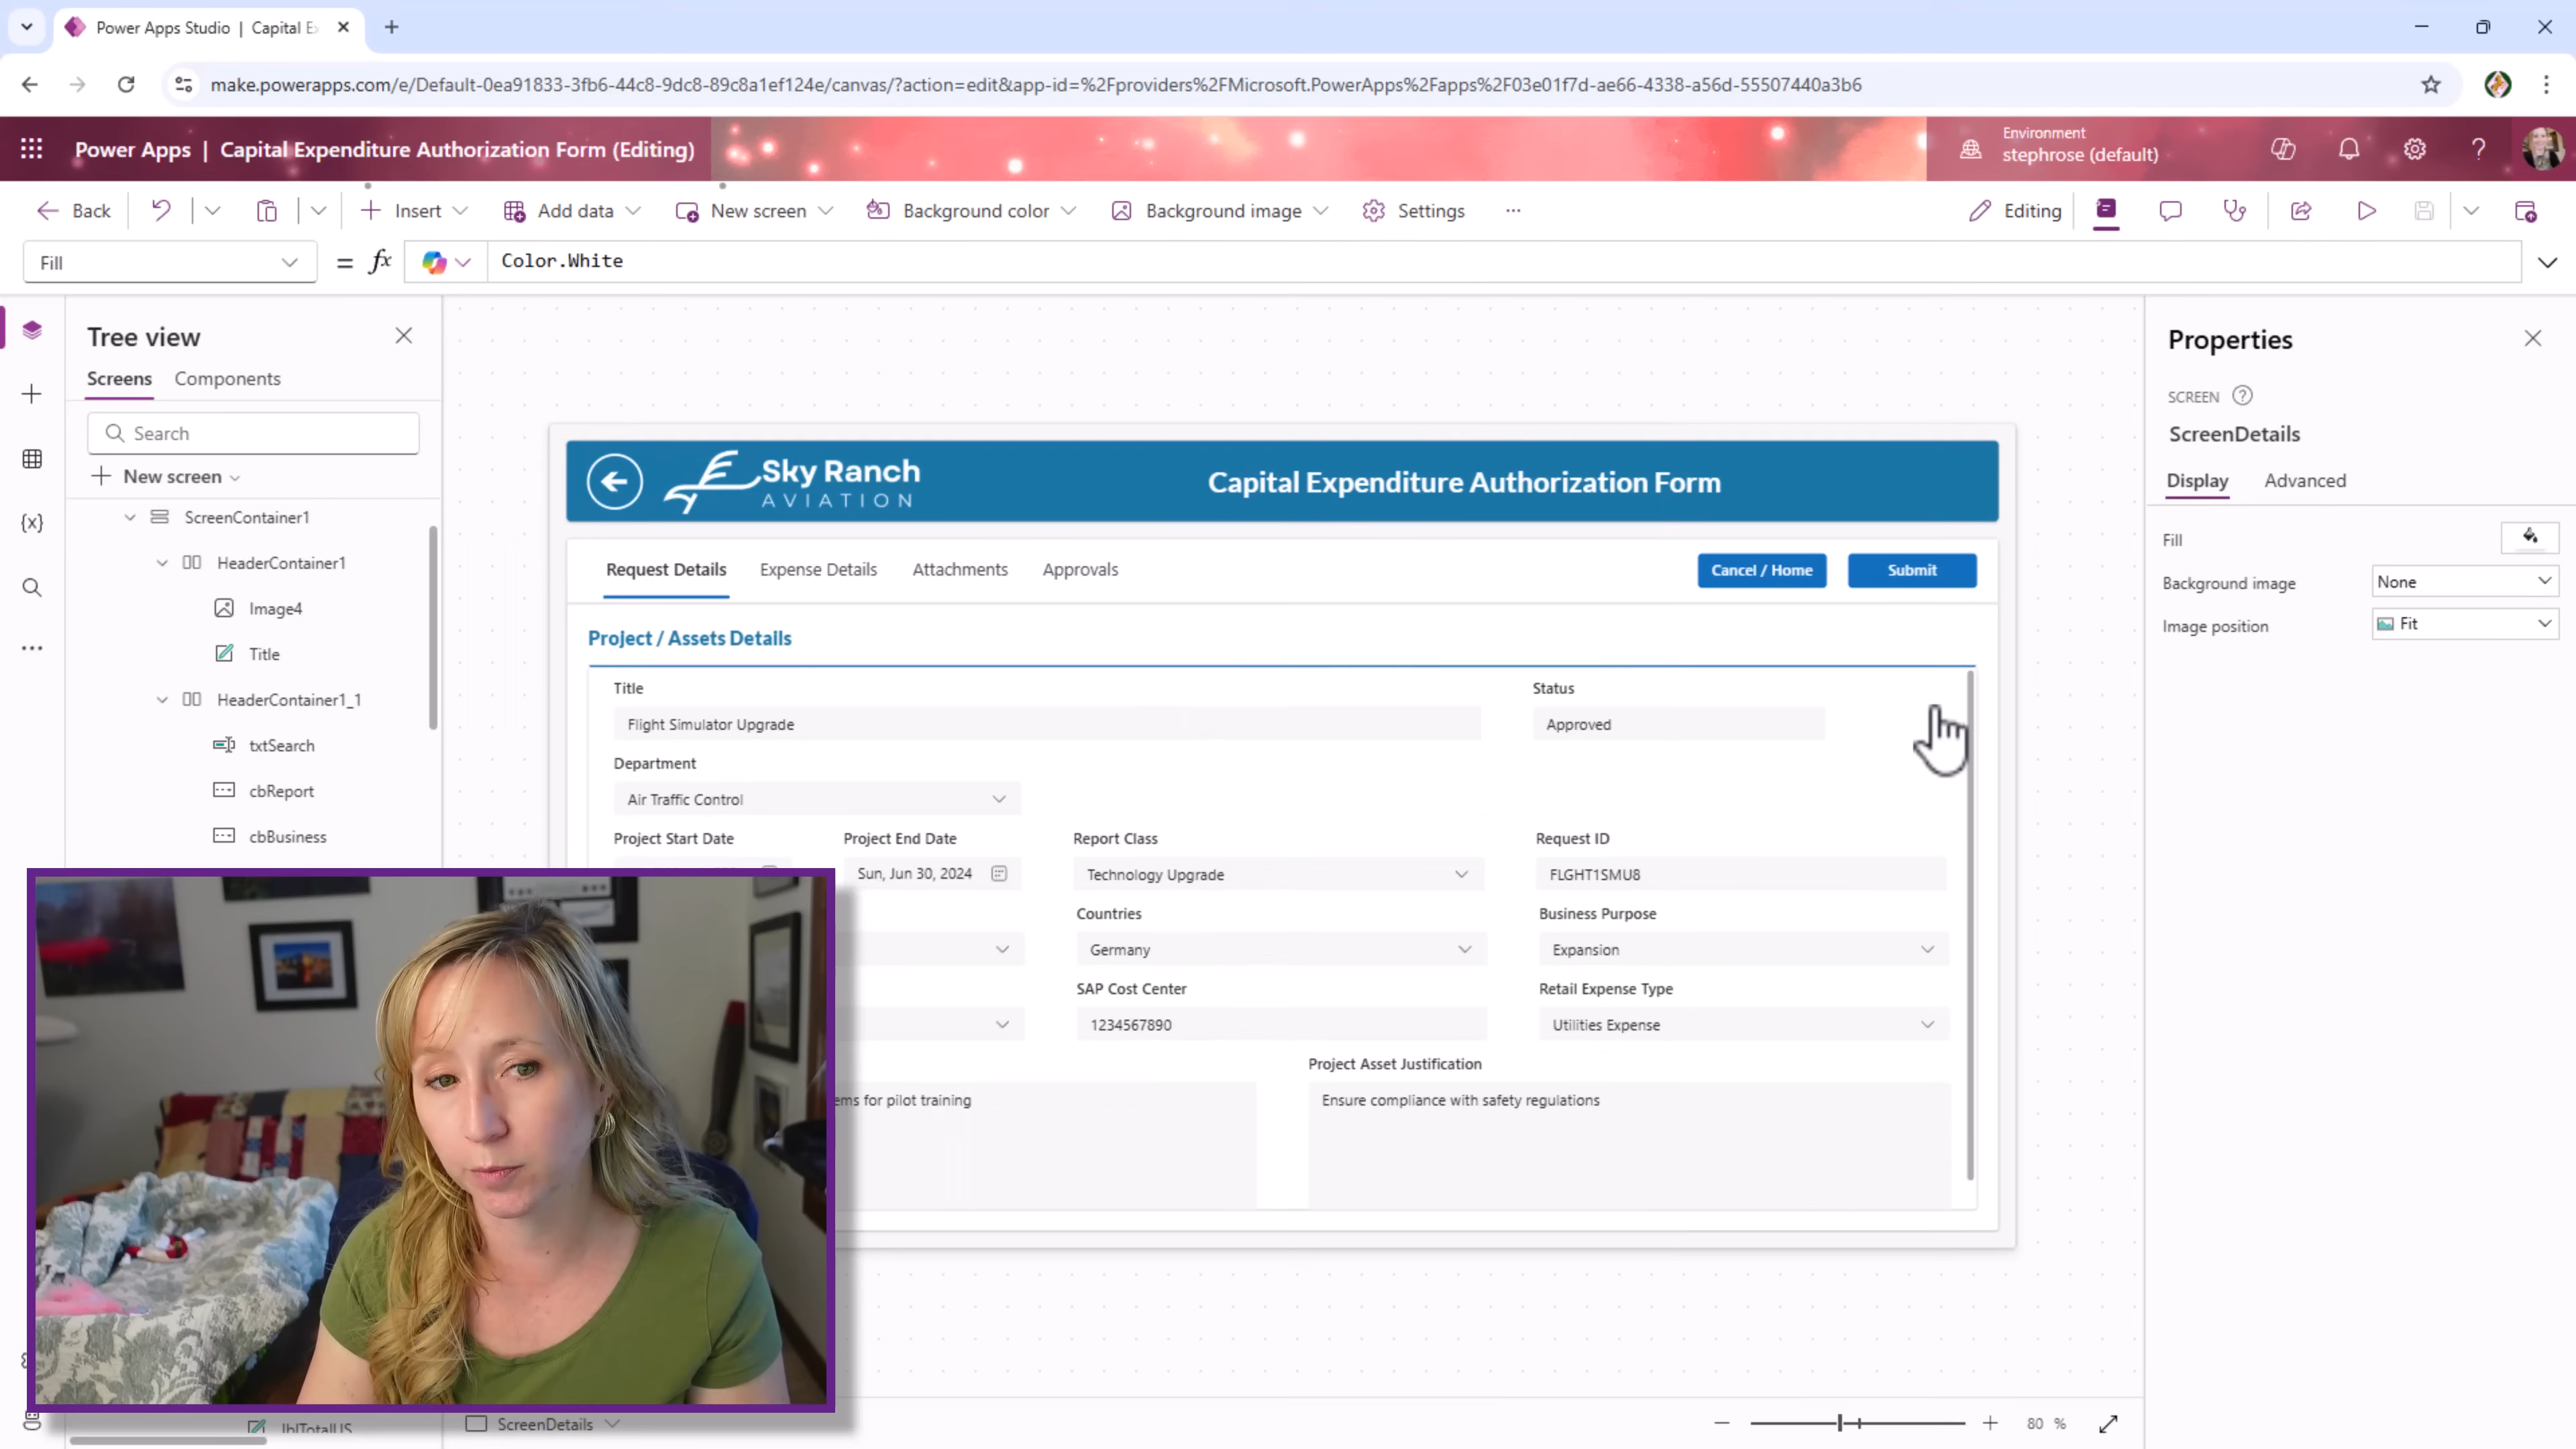 Power Apps Studio | Capital Ex
make.powerapps.com/e/Default-0ea91833-3fb6-44c8-9dc8-89c8a1ef124e/canvas/?action=edit&app-id=%2Fproviders%2FMicrosoft.PowerApps%2Fapps%2F03e01f7d-ae66-4338-a56d-55507440a3b6
Power Apps | Capital Expenditure Authorization Form (Editing)
Environment
stephrose (default)
?
Back
Insert
Add data
New screen
Background color
Background image
Settings
...
Editing
Fill
= fx
Color.White
Tree view
Screens
Components
Search
New screen
ScreenContainer1
HeaderContainer1
Image4
Title
HeaderContainer1_1
txtSearch
cbReport
cbBusiness
lblTotalUS
{x}
Sky Ranch
AVIATION
Capital Expenditure Authorization Form
Request Details
Expense Details
Attachments
Approvals
Cancel / Home
Submit
Project / Assets Details
Title
Status
Flight Simulator Upgrade
Approved
Department
Air Traffic Control
Project Start Date
Project End Date
Report Class
Request ID
Sun, Jun 30, 2024
Technology Upgrade
FLGHT1SMU8
Countries
Business Purpose
Germany
Expansion
SAP Cost Center
Retail Expense Type
1234567890
Utilities Expense
Project Asset Justification
ems for pilot training
Ensure compliance with safety regulations
ScreenDetails
80 %
Properties
SCREEN ?
ScreenDetails
Display
Advanced
Fill
Background image
None
Image position
Fit